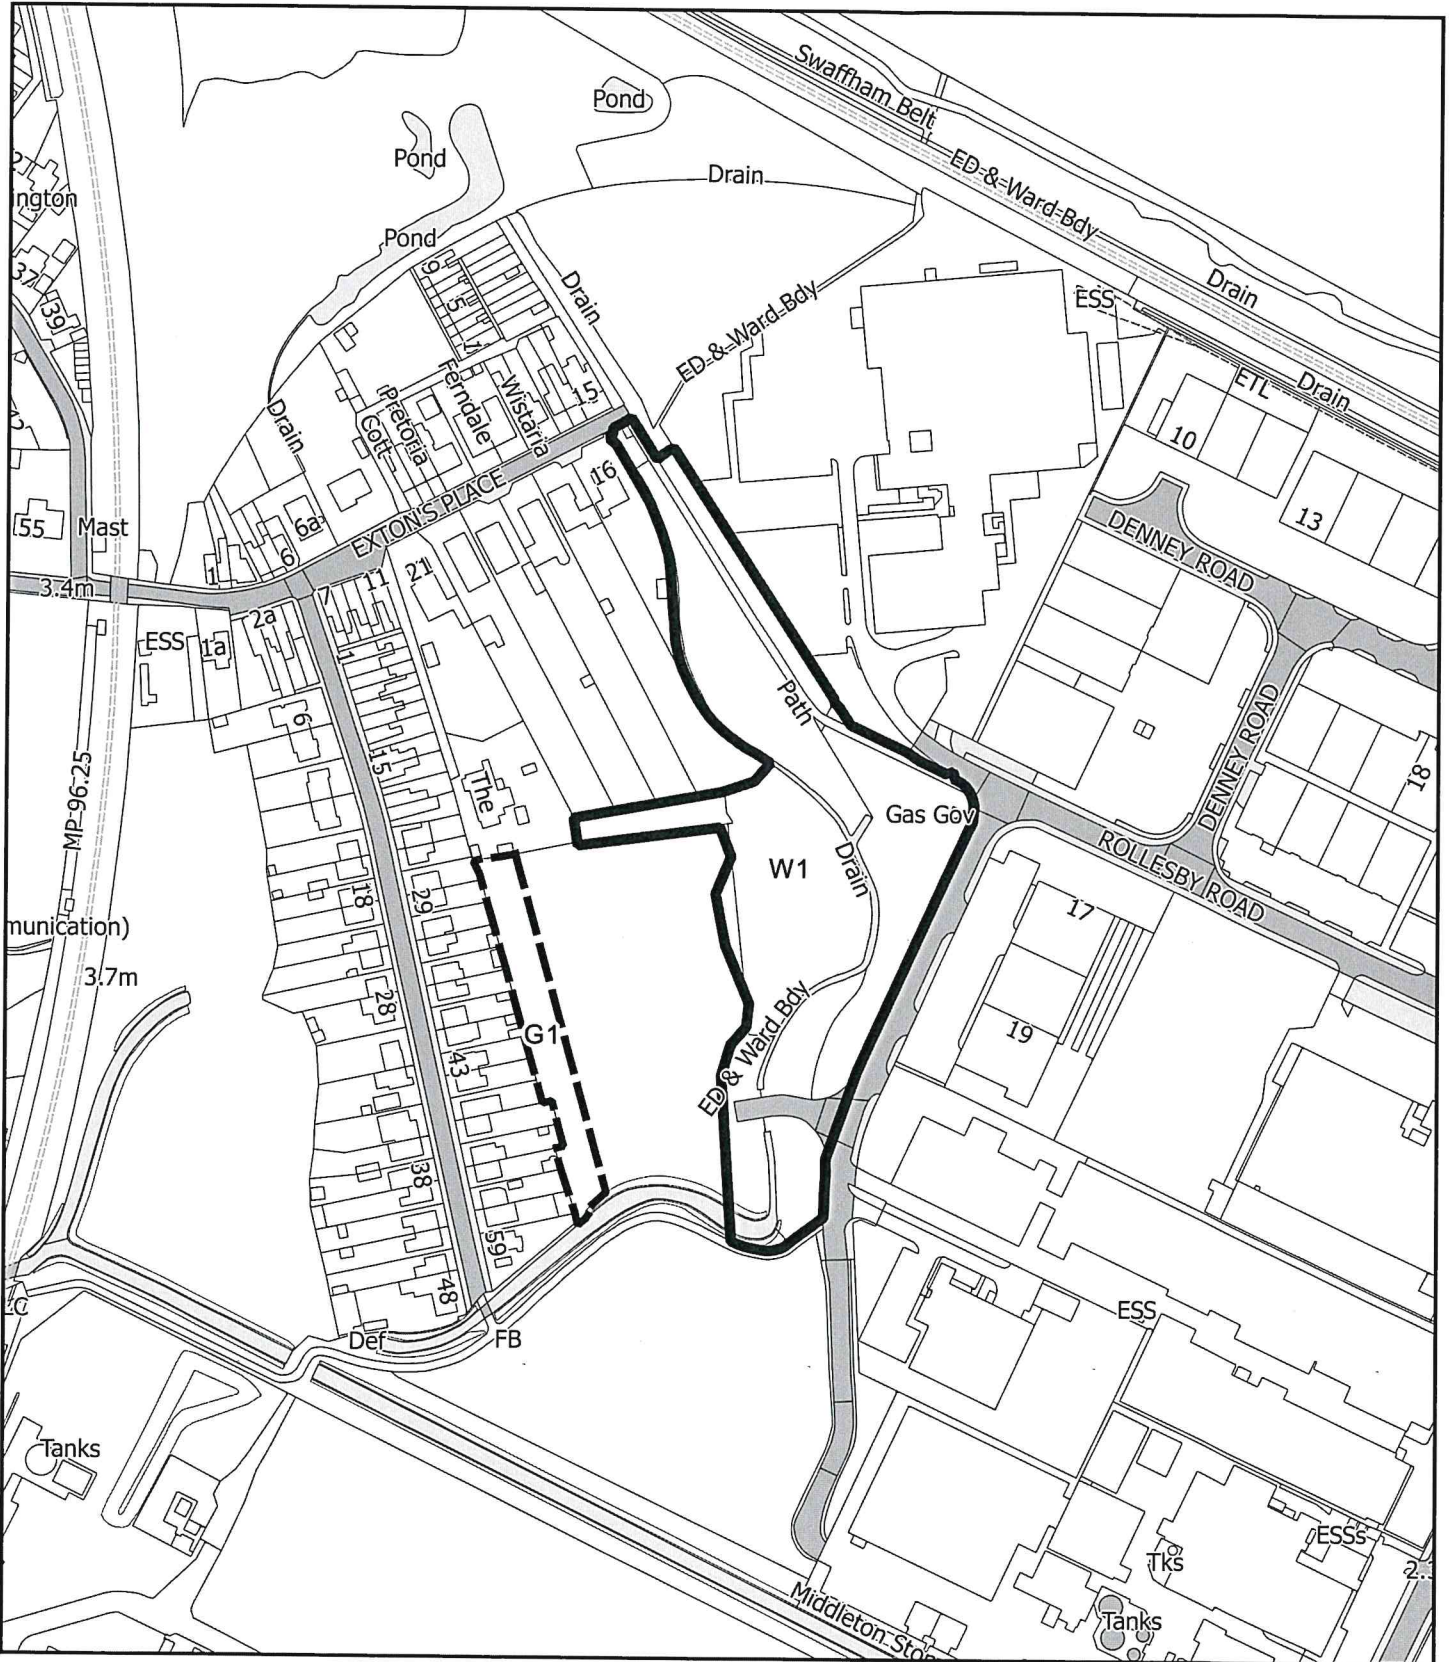 Swaffham Belt
Pond
Pond
Drain
ED & Ward Bdy
ington
Pond
37
9
Drain
Drain
ESS
39
5
ED & Ward Bdy
1
ETL
Drain
Ferndale
Wistaria
15
Pretoria
Cott
Drain
10
16
13
55
Mast
6a
EXTON'S PLACE
DENNEY ROAD
6
1
21
11
7
3.4m
2a
ESS
1a
1
6
Path
DENNEY ROAD
15
18
MP 96.25
The
Gas Gov
ROLLESBY ROAD
W1
Drain
18
29
17
munication)
3.7m
28
G1
19
43
ED & Ward Bdy
38
59
48
ESS
Def
FB
Tanks
ESSs
Tks
Middleton Stop
Tanks